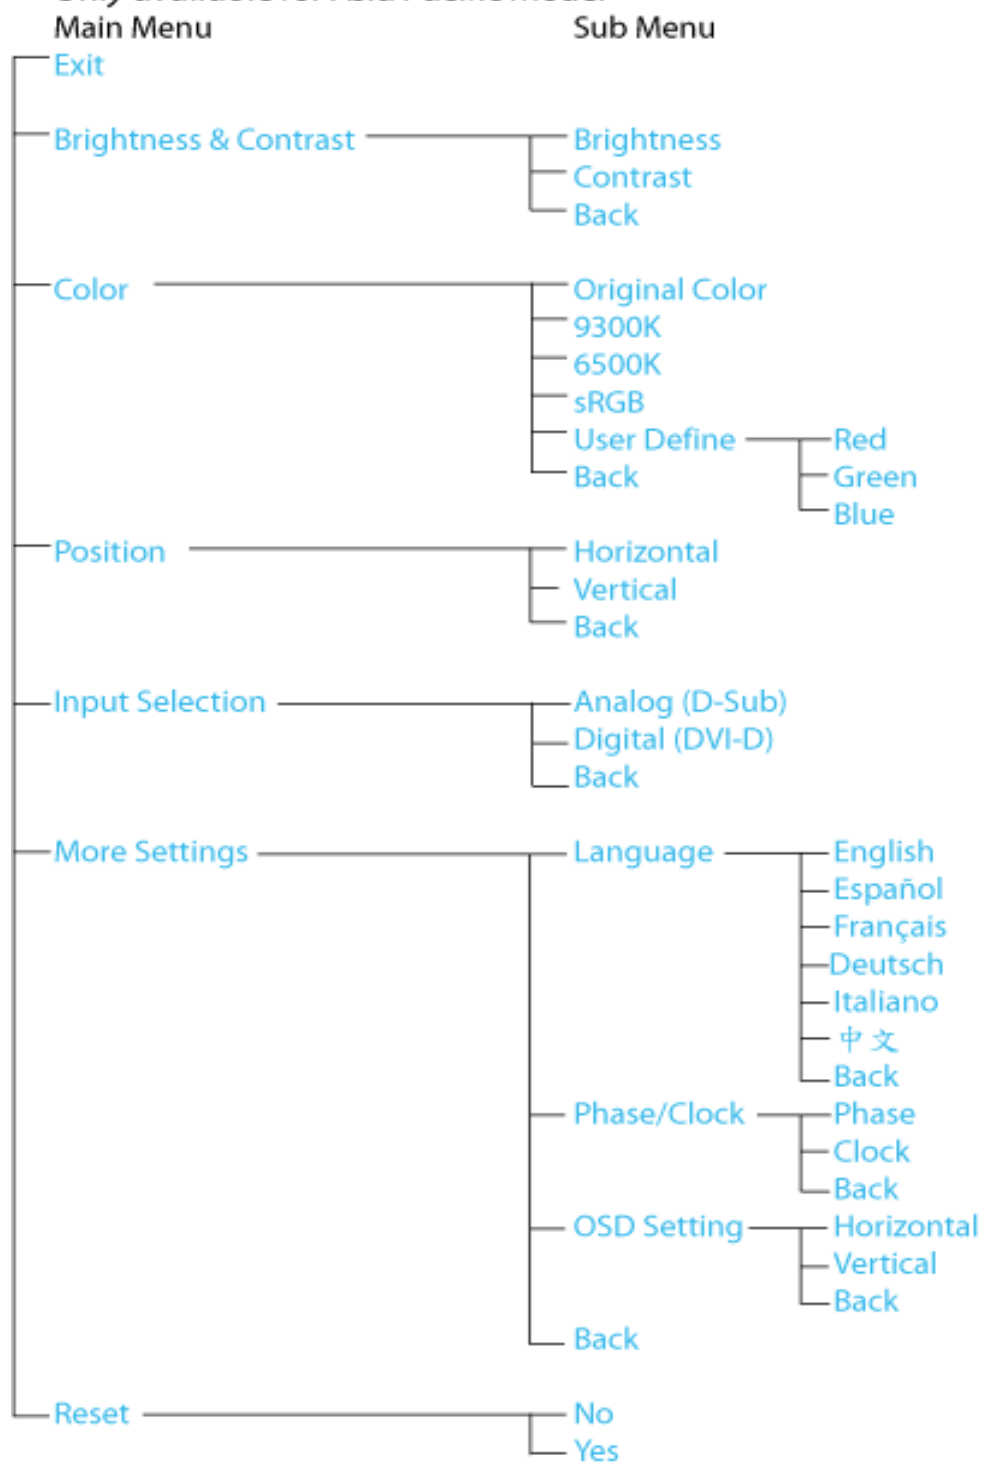 Main Menu Sub Menu
Exit
Brightness & Contrast Brightness
Contrast
Back
Color Original Color
9300K
6500K
sRGB
User Define Red
Back Green
Blue
Position Horizontal
Vertical
Back
Input Selection Analog (D-Sub)
Digital (DVI-D)
Back
More Settings Language English
Español
Français
Deutsch
Italiano
中文
Back
Phase/Clock Phase
Clock
Back
OSD Setting Horizontal
Vertical
Back
Back
Reset No
Yes